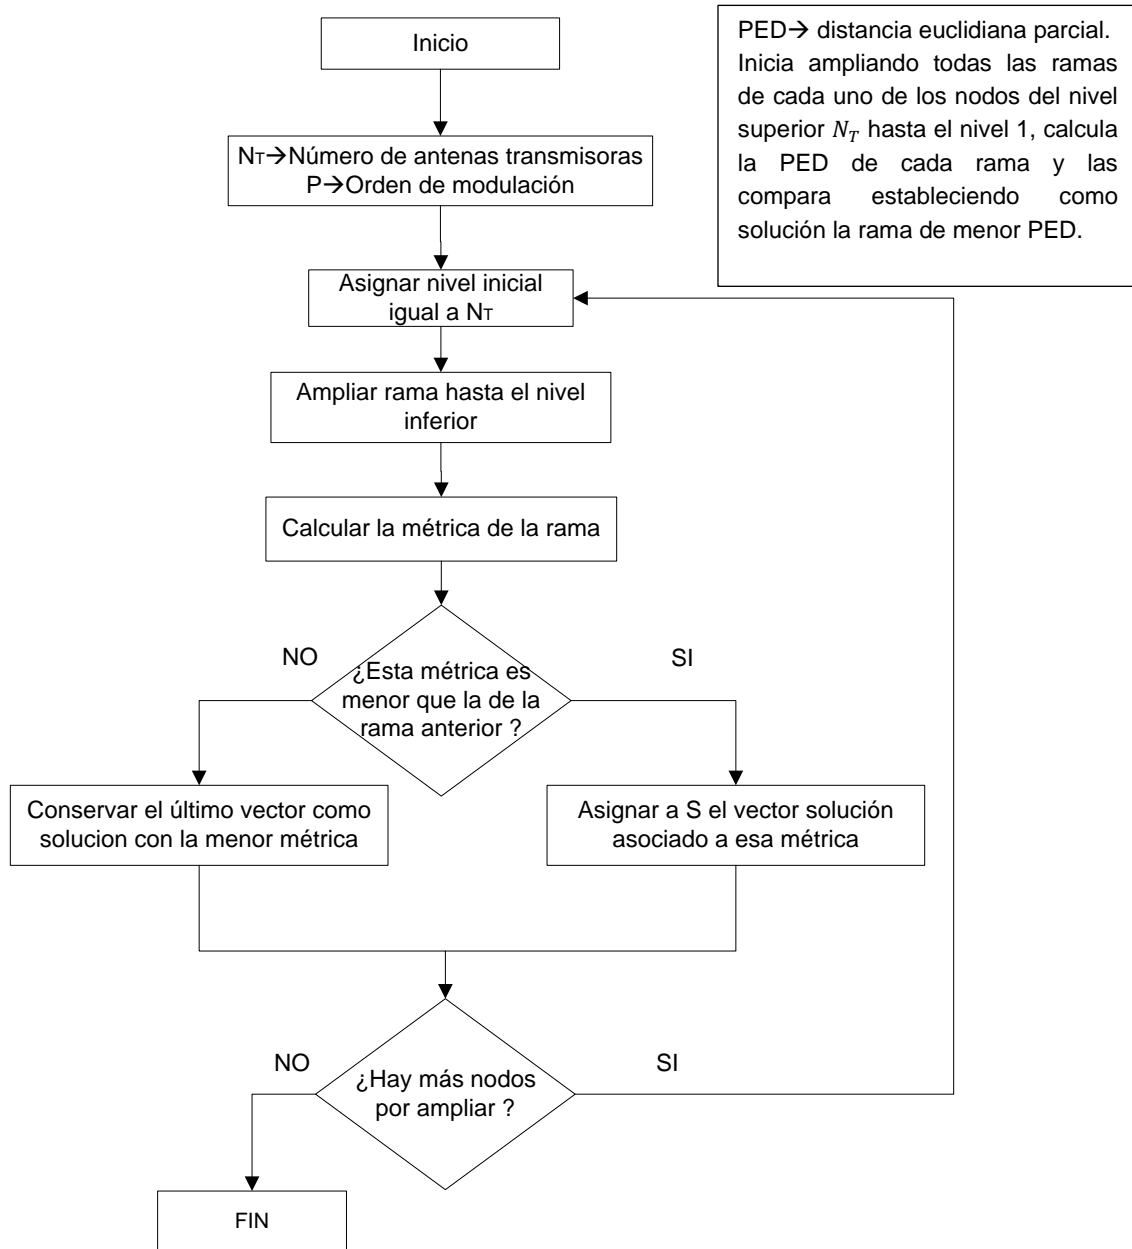 Inicio
PED→ distancia euclidiana parcial.
Inicia ampliando todas las ramas
de cada uno de los nodos del nivel
superior N_T hasta el nivel 1, calcula
la PED de cada rama y las
compara estableciendo como
solución la rama de menor PED.
NT→Número de antenas transmisoras
P→Orden de modulación
Asignar nivel inicial
igual a NT
Ampliar rama hasta el nivel
inferior
Calcular la métrica de la rama
NO
SI
¿Esta métrica es
menor que la de la
rama anterior ?
Conservar el último vector como
solucion con la menor métrica
Asignar a S el vector solución
asociado a esa métrica
NO
SI
¿Hay más nodos
por ampliar ?
FIN